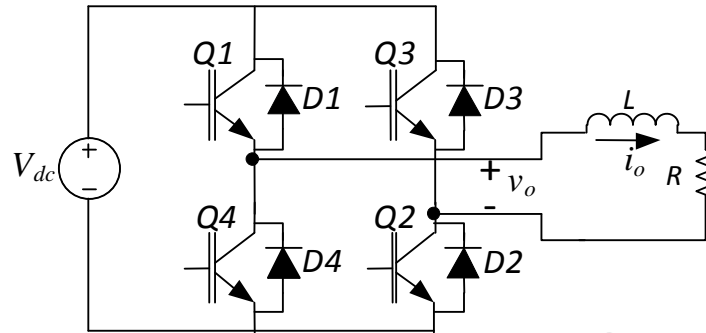 Q1
D1
Q3
D3
L
V_dc
+
−
+
v_o
-
i_o
R
Q4
D4
Q2
D2